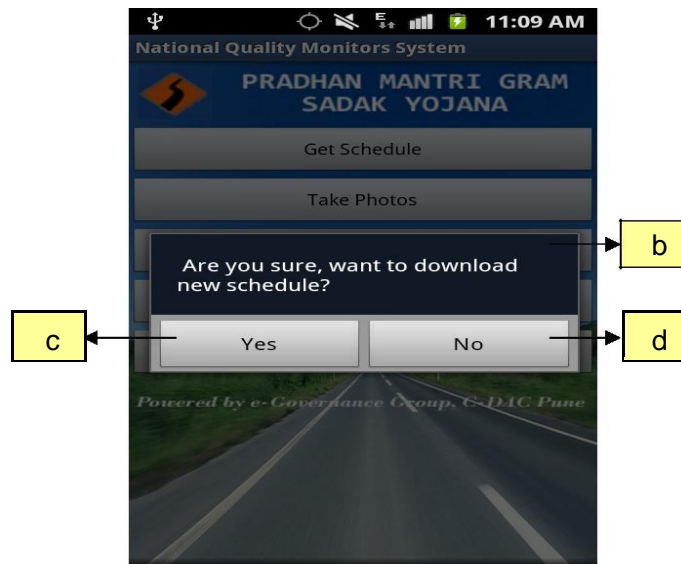 E
11:09 AM
National Quality Monitors System
PRADHAN MANTRI GRAM
SADAK YOJANA
Get Schedule
Take Photos
b
Are you sure, want to download
new schedule?
c
Yes
No
d
Powered by e-Governance Group, C-DAC Pune